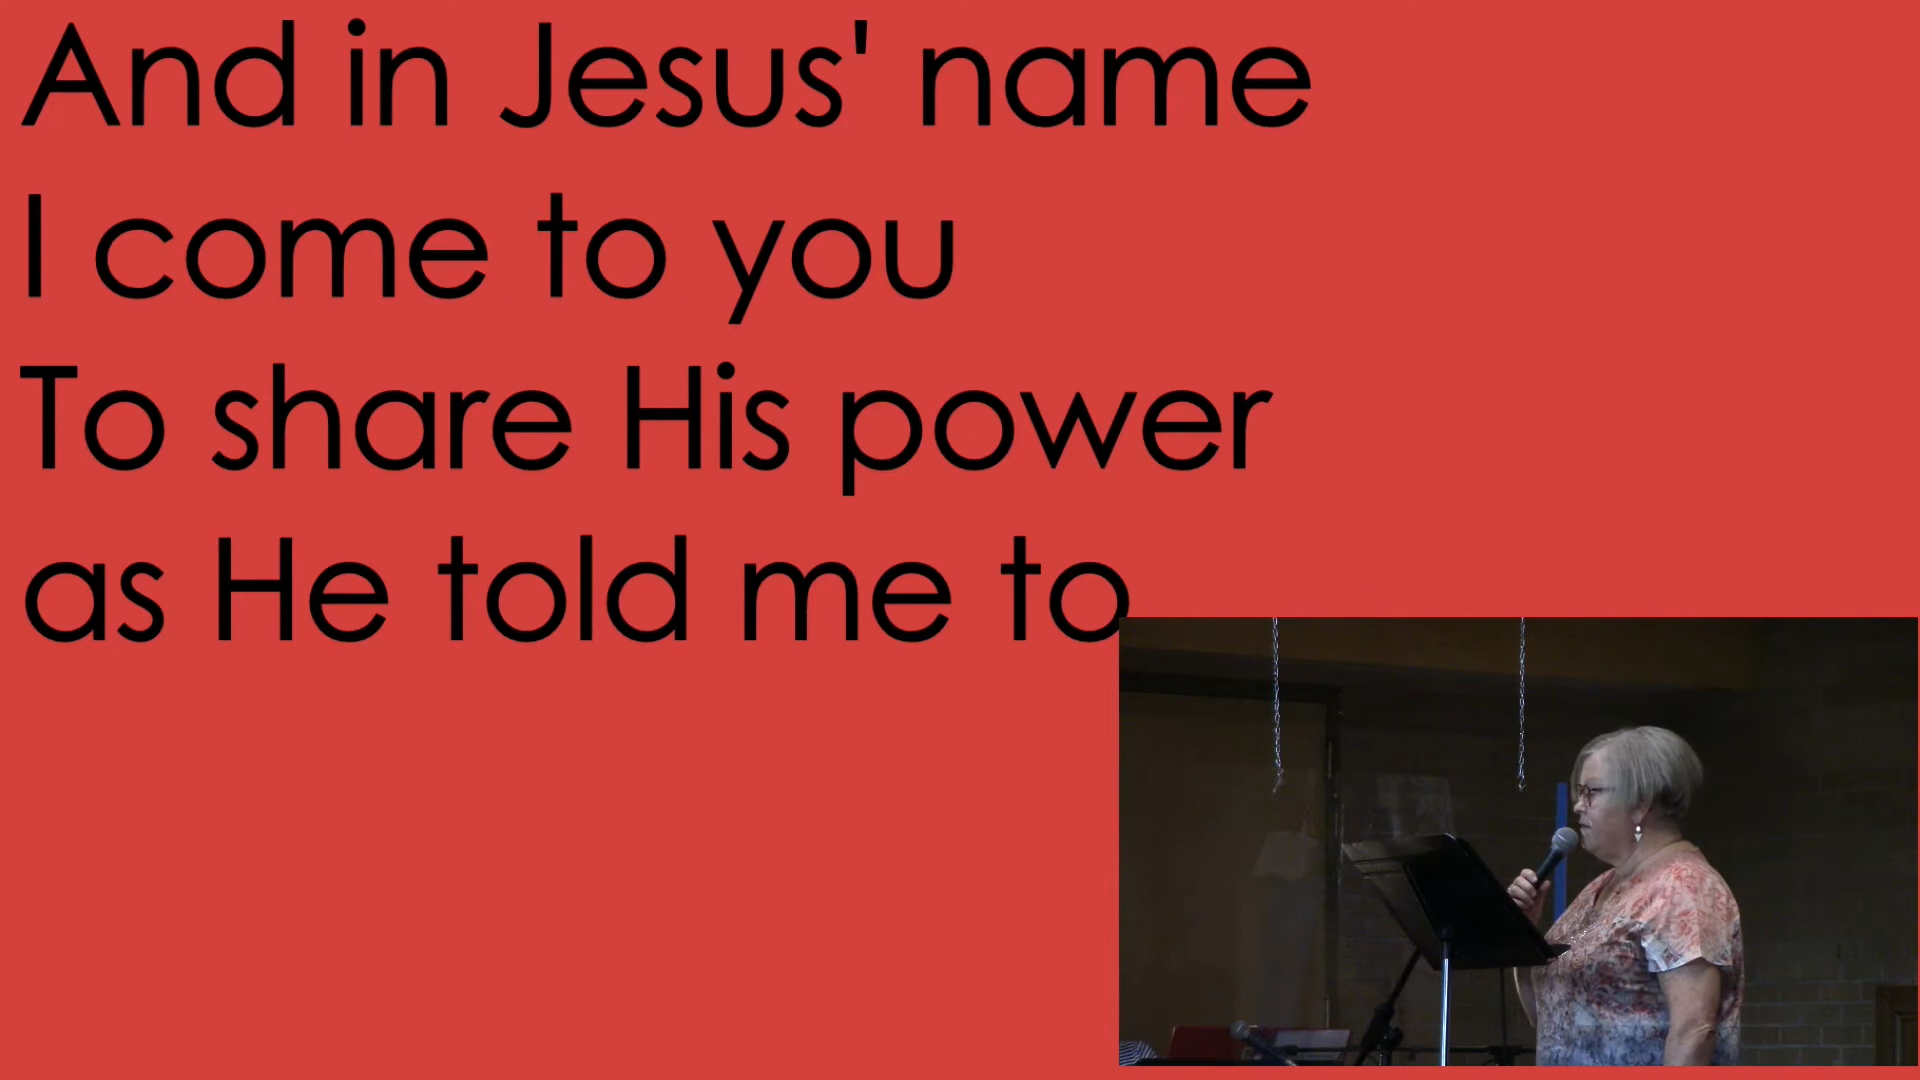 And in Jesus' name
I come to you
To share His power
as He told me to